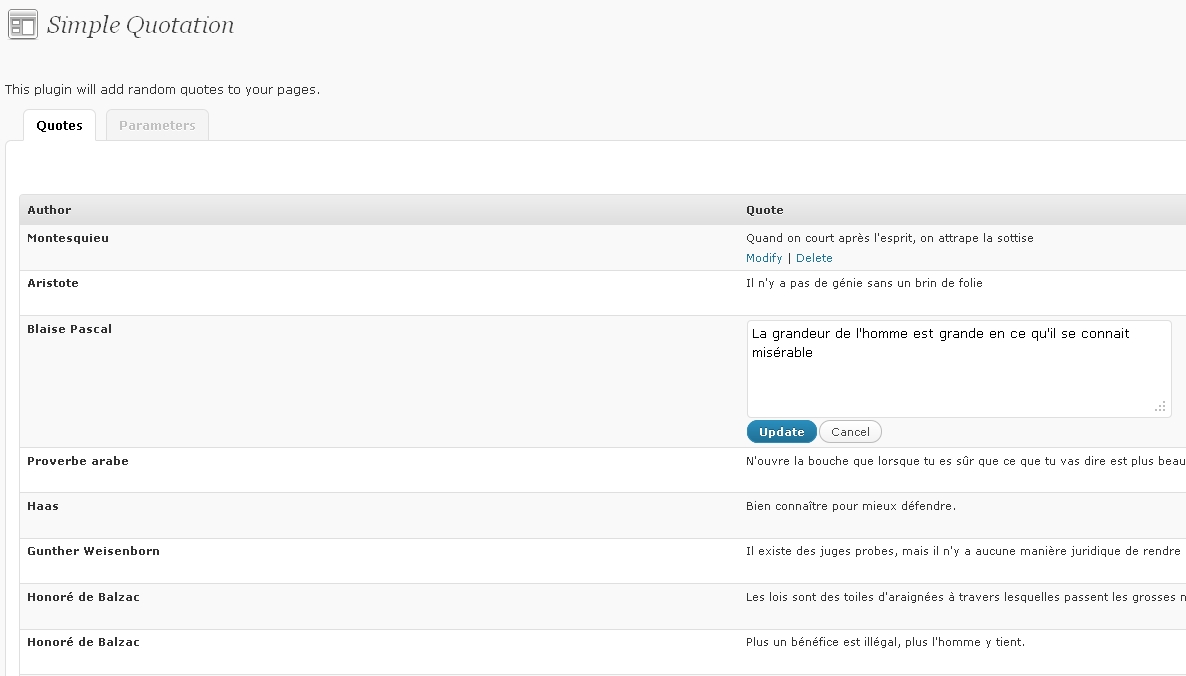 Simple Quotation
This plugin will add random quotes to your pages.
Quotes Parameters
Author Quote
Montesquieu Quand on court après l'esprit, on attrape la sottise
Modify | Delete
Aristote Il n'y a pas de génie sans un brin de folie
Blaise Pascal La grandeur de l'homme est grande en ce qu'il se connait
misérable
Update Cancel
Proverbe arabe N'ouvre la bouche que lorsque tu es sûr que ce que tu vas dire est plus beau
Haas Bien connaître pour mieux défendre.
Gunther Weisenborn Il existe des juges probes, mais il n'y a aucune manière juridique de rendre
Honoré de Balzac Les lois sont des toiles d'araignées à travers lesquelles passent les grosses
Honoré de Balzac Plus un bénéfice est illégal, plus l'homme y tient.